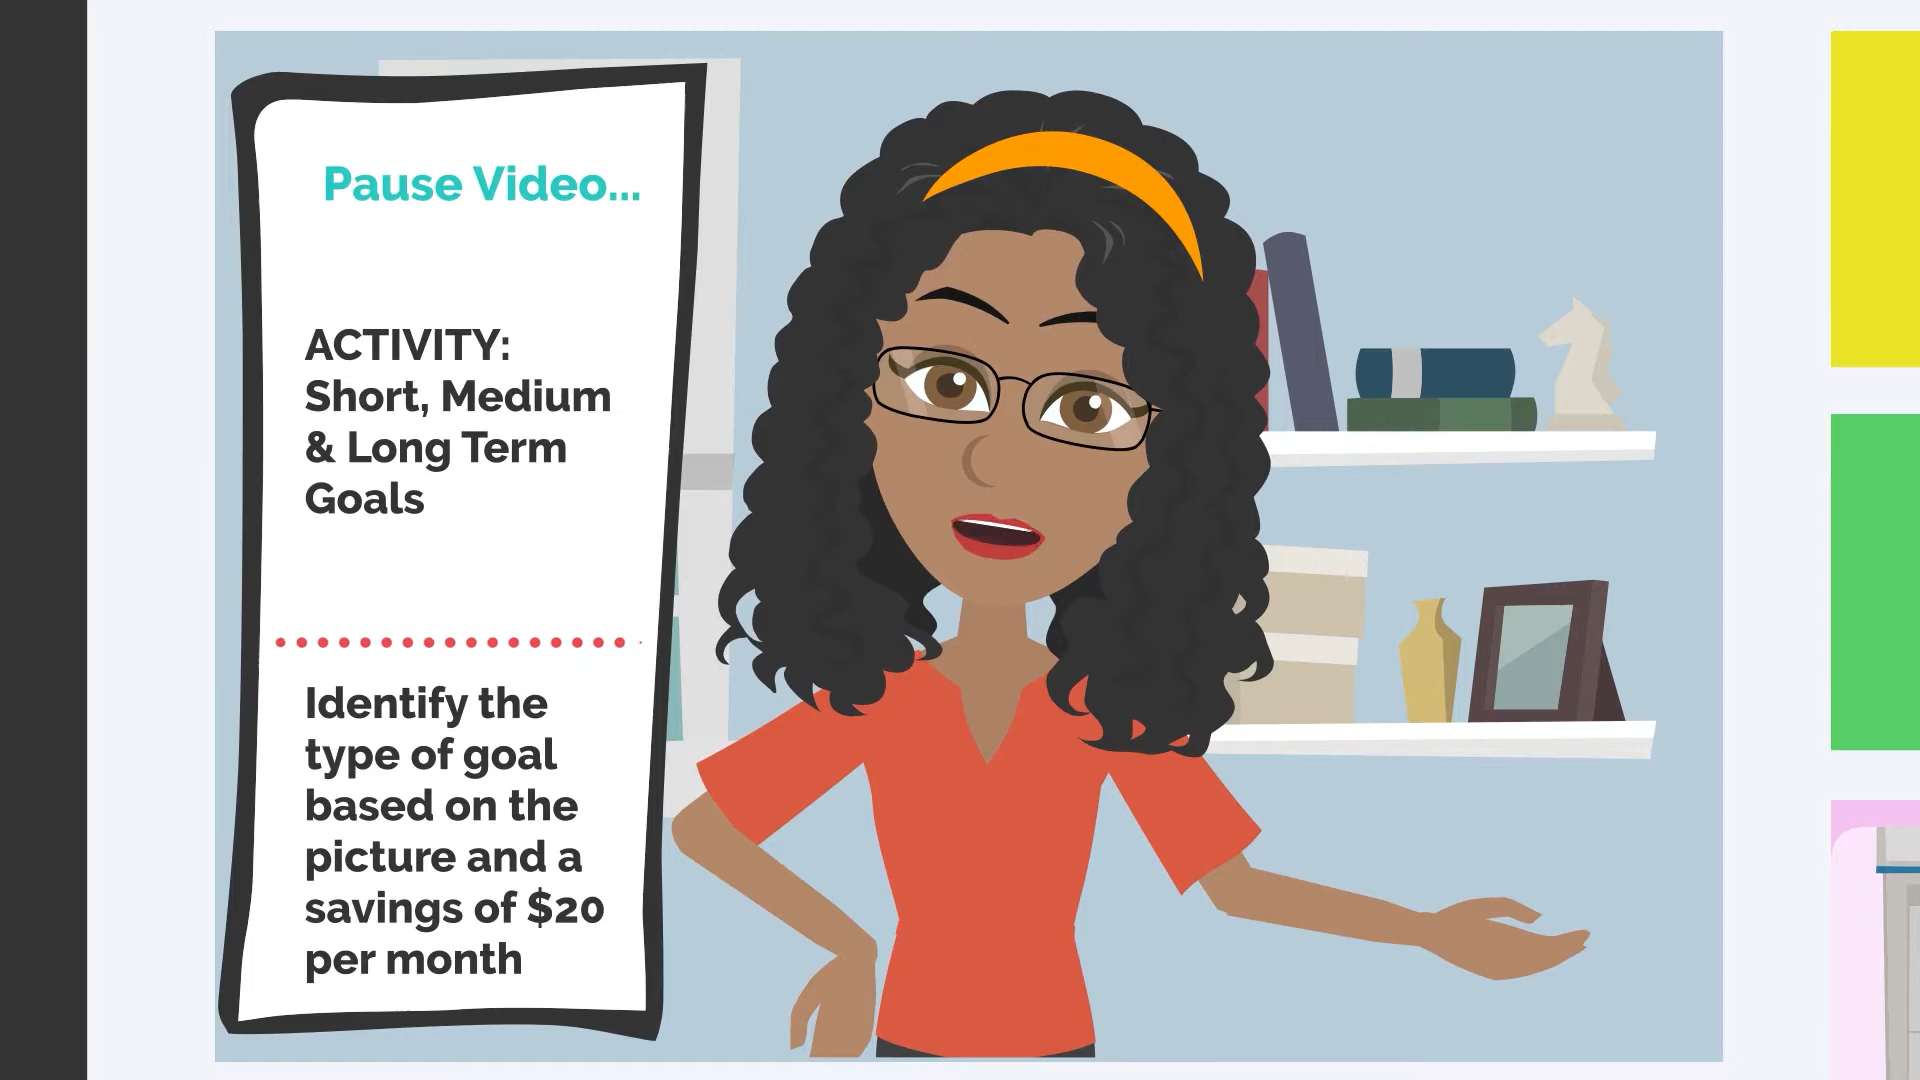 Pause Video...
ACTIVITY:
Short, Medium
& Long Term
Goals
Identify the
type of goal
based on the
picture and a
savings of $20
per month